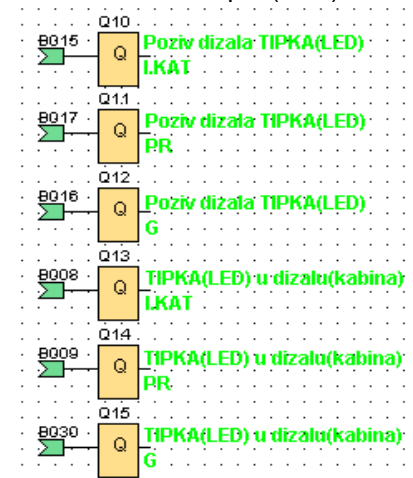 Q10
B015
Q
Poziv dizala TIPKA(LED)
I.KAT
Q11
B017
Q
Poziv dizala TIPKA(LED)
PR.
Q12
B016
Q
Poziv dizala TIPKA(LED)
G
Q13
B008
Q
TIPKA(LED) u dizalu(kabina)
I.KAT
Q14
B009
Q
TIPKA(LED) u dizalu(kabina)
PR.
Q15
B030
Q
TIPKA(LED) u dizalu(kabina)
G